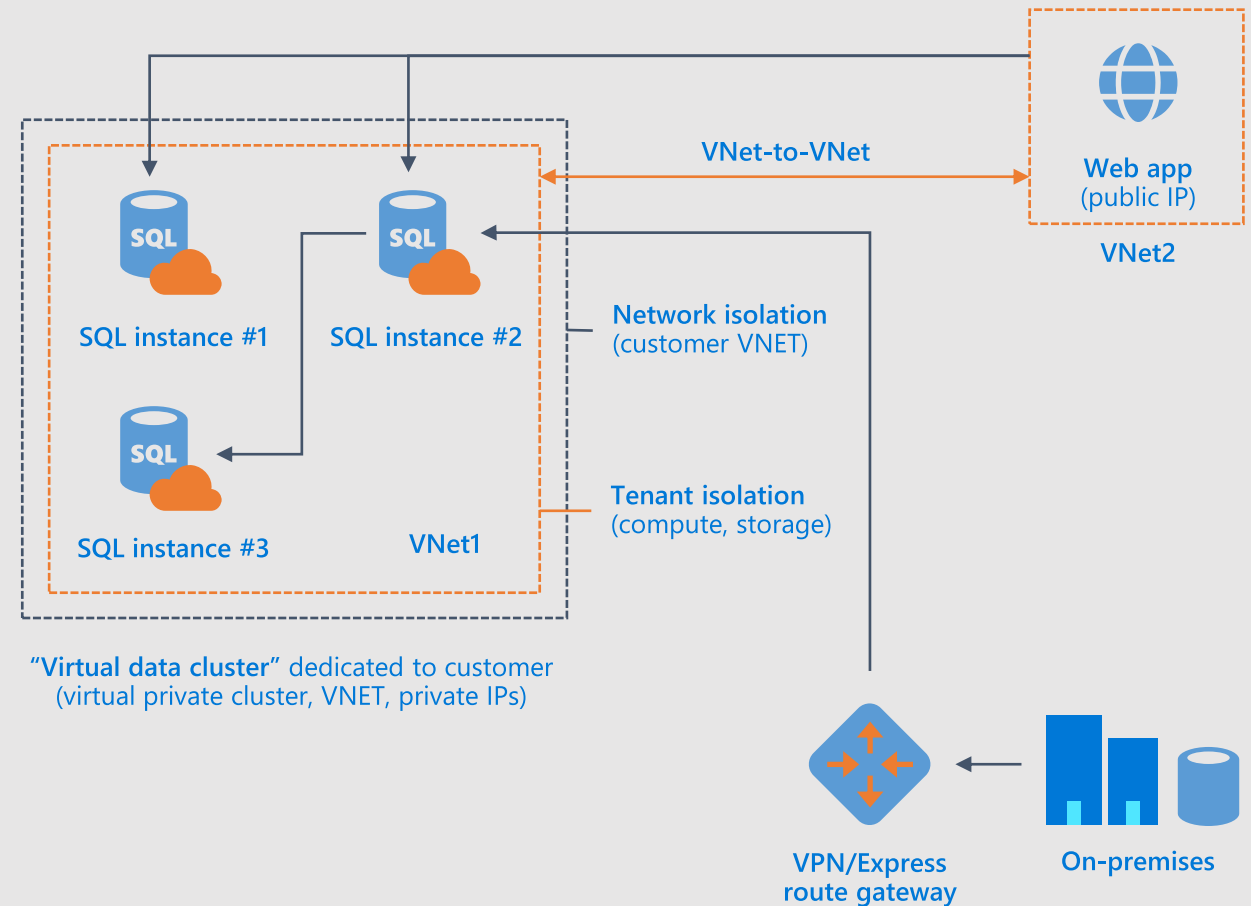 VNet-to-VNet
Web app
(public IP)
VNet2
SQL
SQL
SQL instance #1
SQL instance #2
Network isolation
(customer VNET)
SQL
Tenant isolation
(compute, storage)
SQL instance #3
VNet1
“Virtual data cluster” dedicated to customer
(virtual private cluster, VNET, private IPs)
VPN/Express
route gateway
On-premises